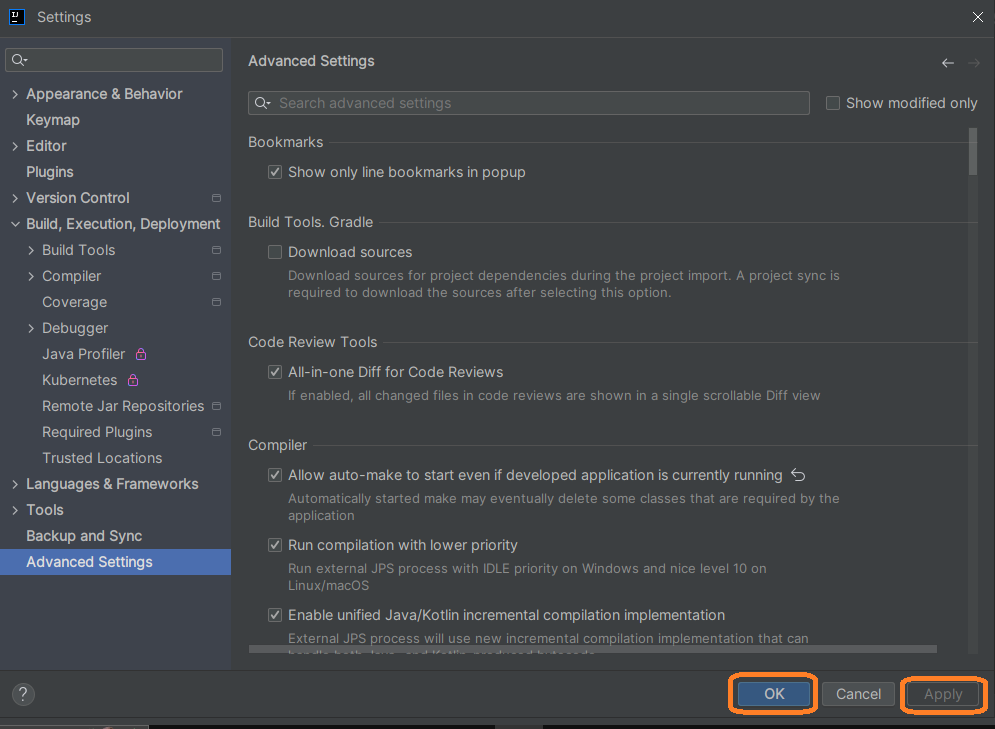 Settings
Appearance & Behavior
Keymap
Editor
Plugins
Version Control
Build, Execution, Deployment
Build Tools
Compiler
Coverage
Debugger
Java Profiler
Kubernetes
Remote Jar Repositories
Required Plugins
Trusted Locations
Languages & Frameworks
Tools
Backup and Sync
Advanced Settings
Advanced Settings
Search advanced settings
Show modified only
Bookmarks
Show only line bookmarks in popup
Build Tools. Gradle
Download sources
Download sources for project dependencies during the project import. A project sync is
required to download the sources after selecting this option.
Code Review Tools
All-in-one Diff for Code Reviews
If enabled, all changed files in code reviews are shown in a single scrollable Diff view
Compiler
Allow auto-make to start even if developed application is currently running
Automatically started make may eventually delete some classes that are required by the
application
Run compilation with lower priority
Run external JPS process with IDLE priority on Windows and nice level 10 on
Linux/macOS
Enable unified Java/Kotlin incremental compilation implementation
External JPS process will use new incremental compilation implementation that can
handle both Java- and Kotlin-produced bytecode
?
OK
Cancel
Apply